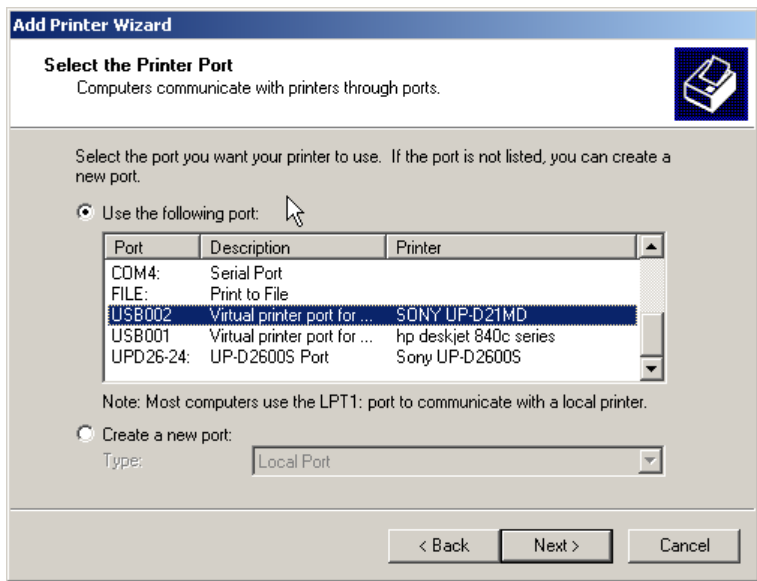 Add Printer Wizard
Select the Printer Port
Computers communicate with printers through ports.
Select the port you want your printer to use. If the port is not listed, you can create a
new port.
Use the following port:
Port Description Printer
COM4: Serial Port
FILE: Print to File
USB002 Virtual printer port for ... SONY UP-D21MD
USB001 Virtual printer port for ... hp deskjet 840c series
UPD26-24: UP-D2600S Port Sony UP-D2600S
Note: Most computers use the LPT1: port to communicate with a local printer.
Create a new port:
Type: Local Port
< Back Next > Cancel